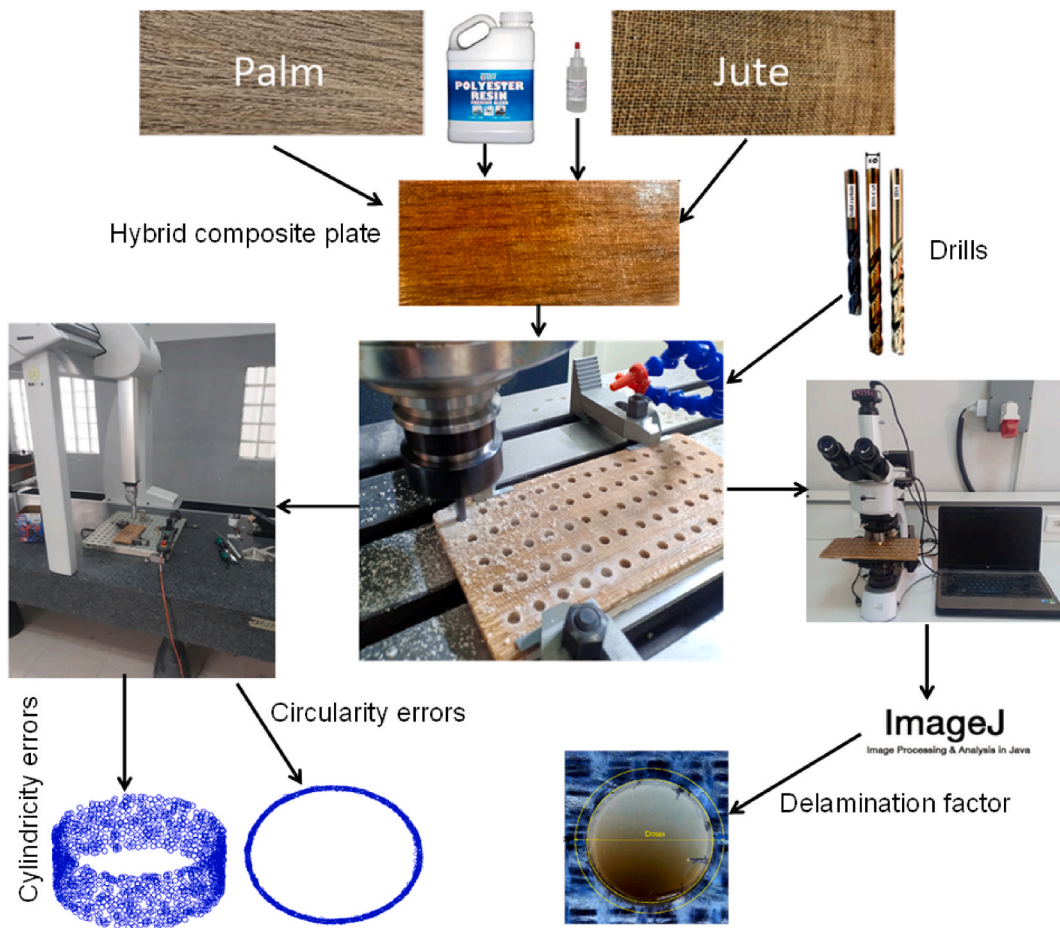 Palm
POLYESTER
RESIN
Jute
Hybrid composite plate
Drills
Cylindricity errors
Circularity errors
ImageJ
Image Processing & Analysis in Java
Delamination factor
Dmax